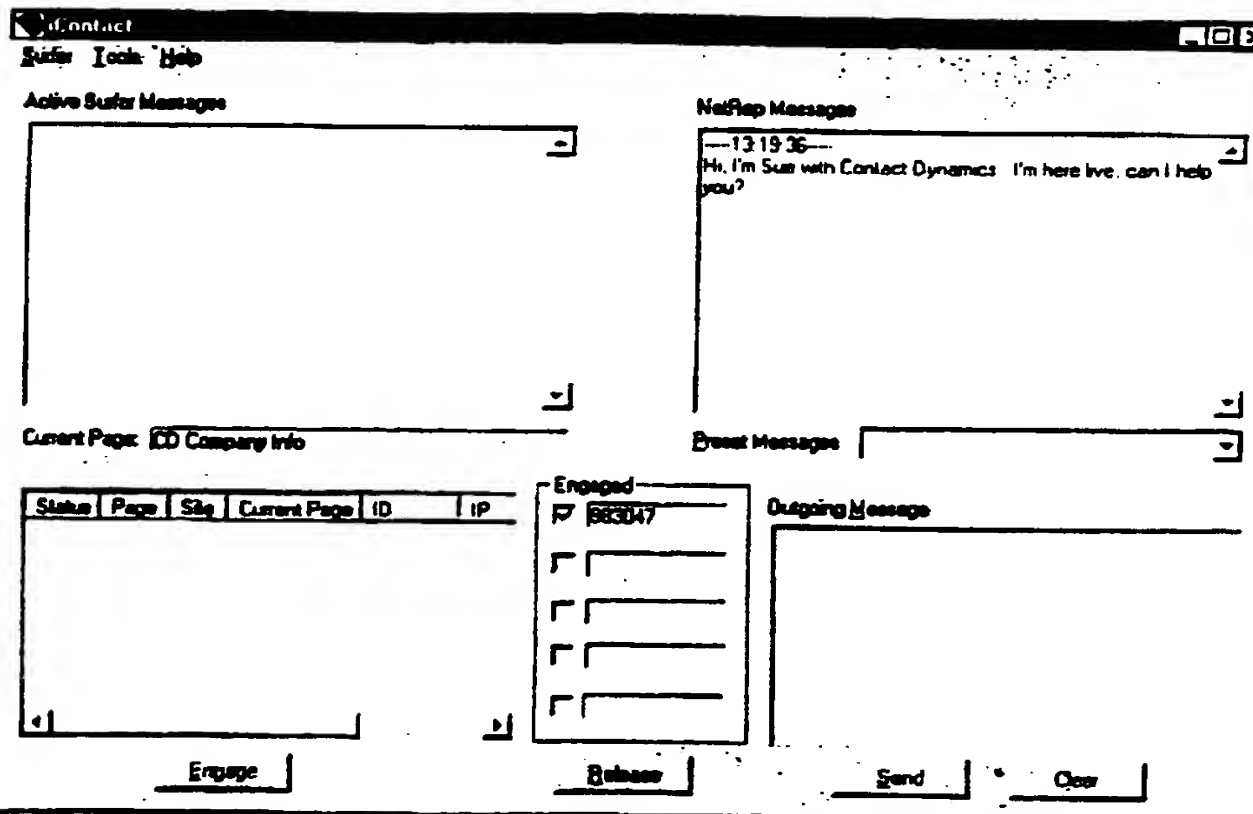 iContact
Surfer Tools Help
Active Surfer Messages
NetRep Messages
----13:19:36----
Hi, I'm Sue with Contact Dynamics I'm here live, can I help
you?
Current Page: CD Company Info
Preset Messages
Status Page Site Current Page ID IP
Engaged
983047
Outgoing Message
Engage
Release
Send
Clear